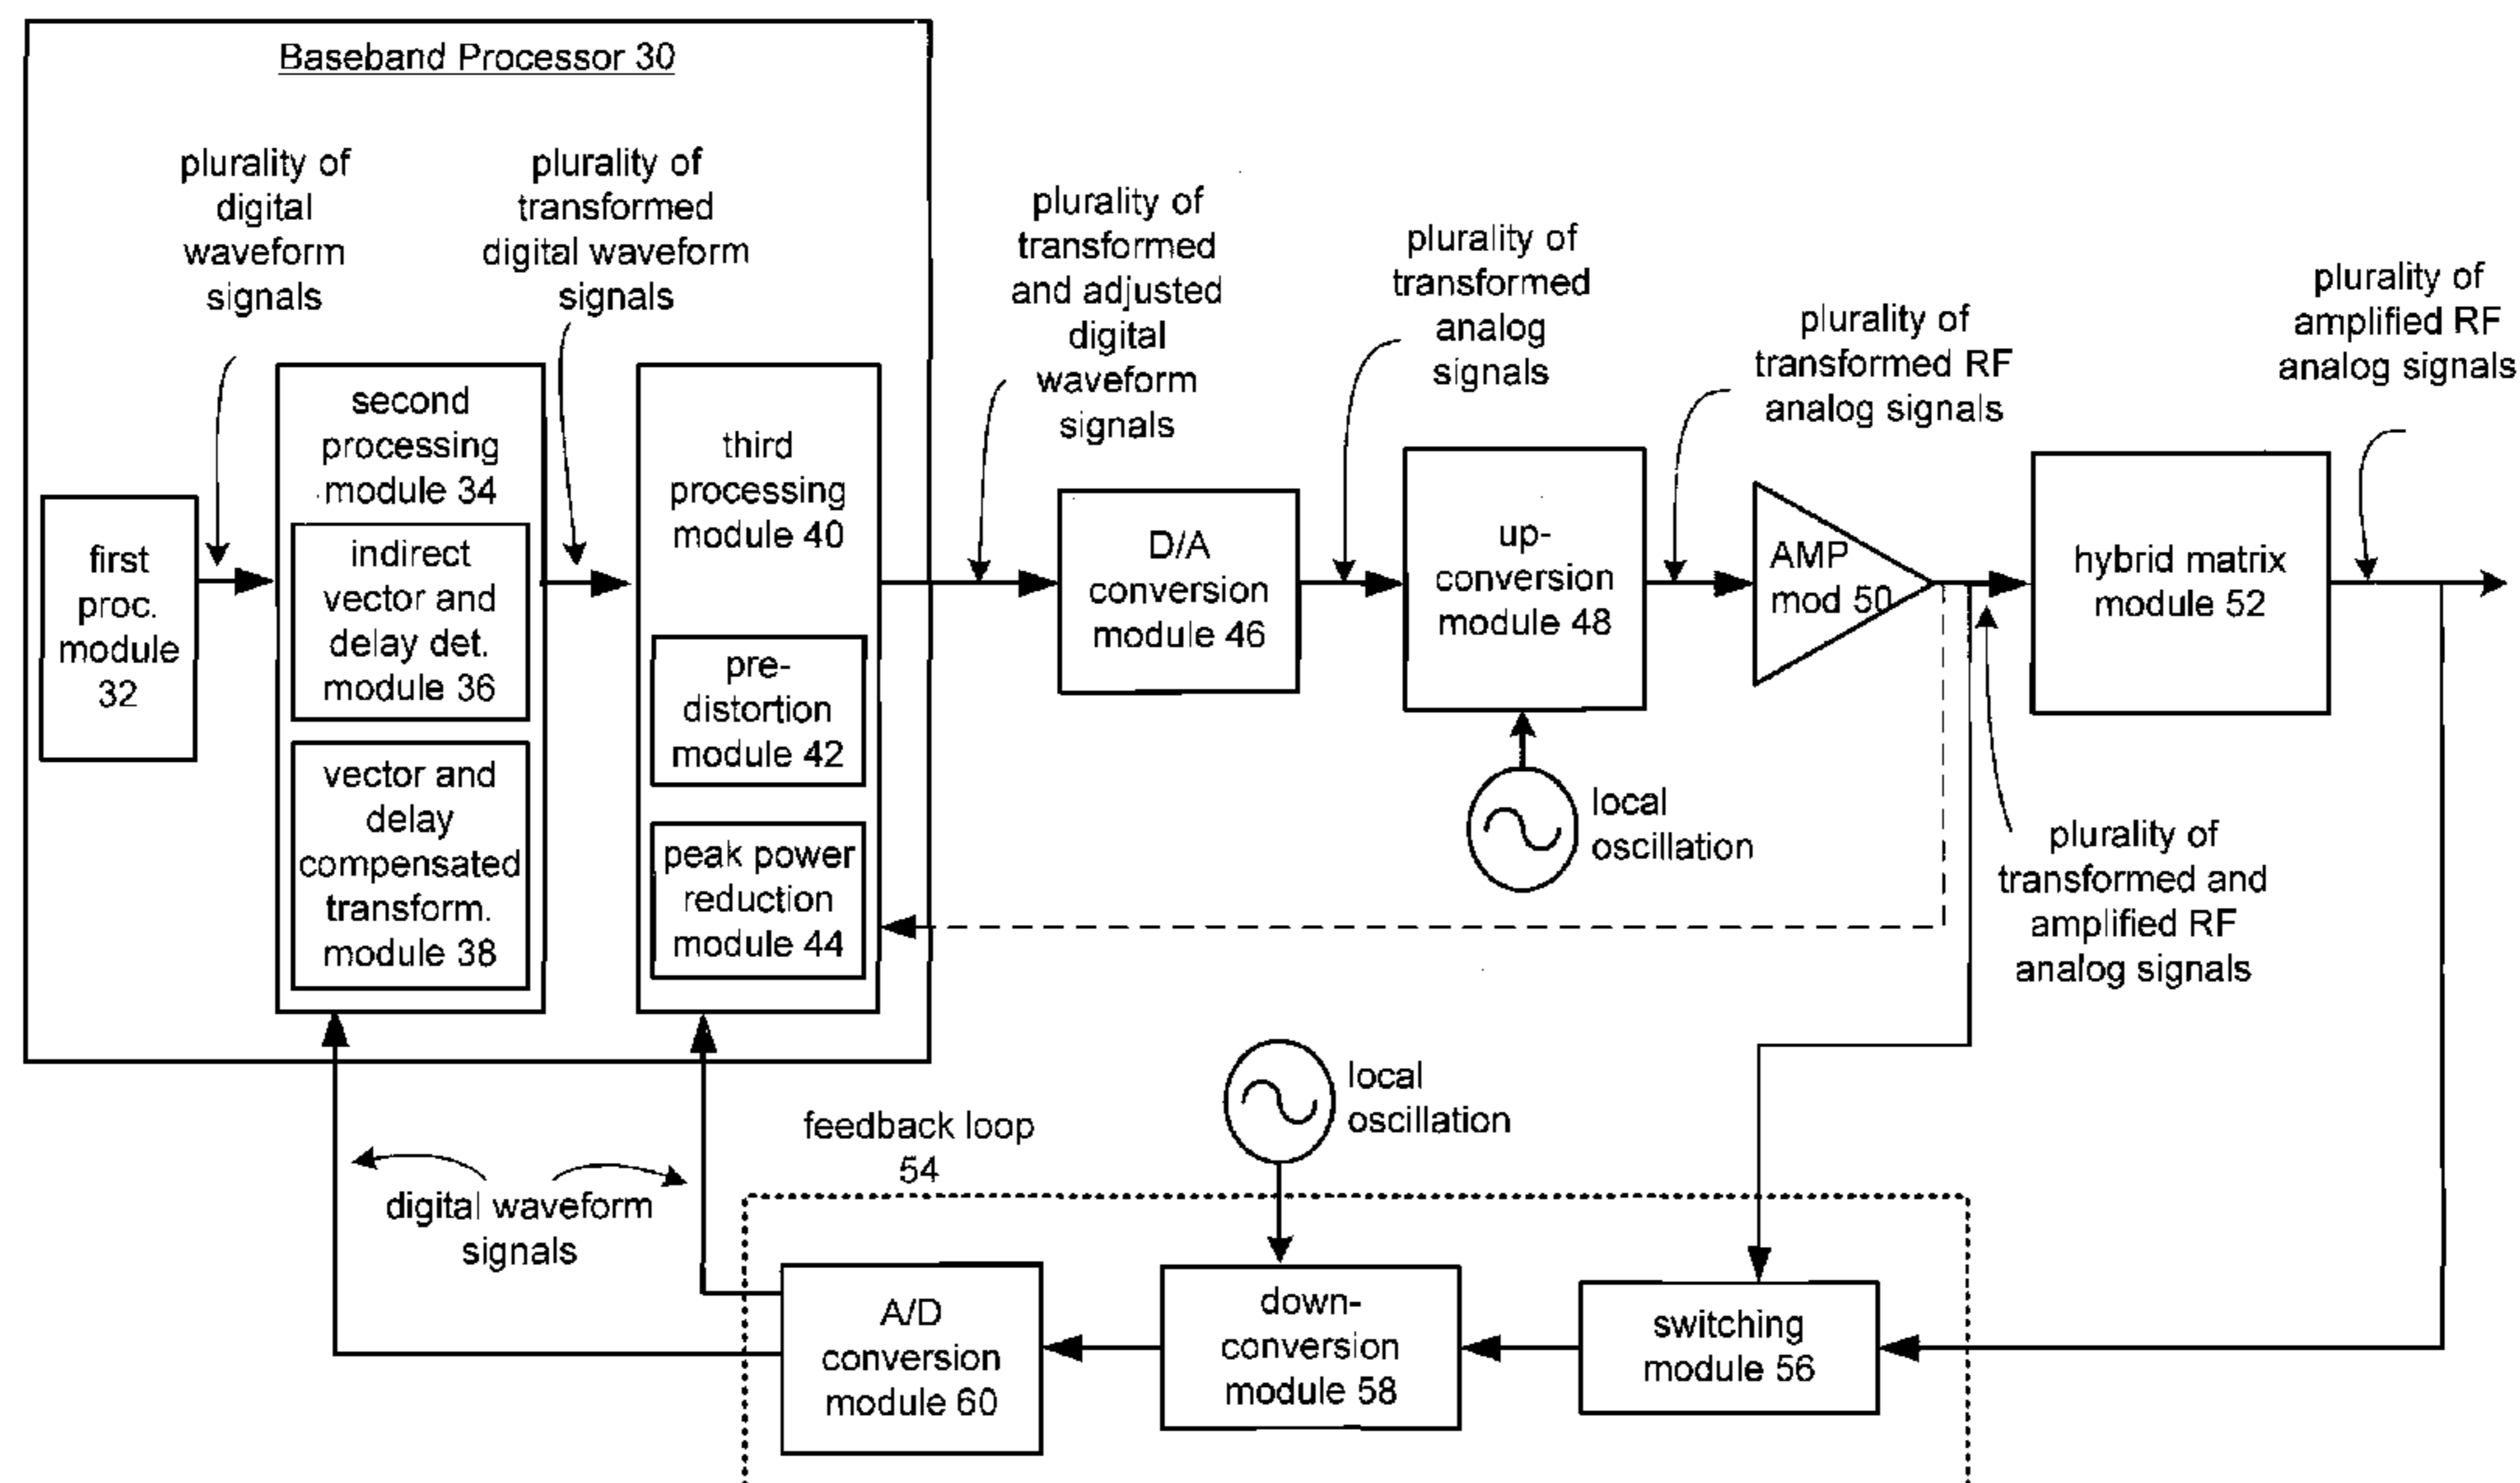 Baseband Processor 30
plurality of
digital
waveform
signals
plurality of
transformed
digital waveform
signals
plurality of
transformed
and adjusted
digital
waveform
signals
plurality of
transformed
analog
signals
plurality of
transformed RF
analog signals
plurality of
amplified RF
analog signals
first
proc.
module
32
second
processing
module 34
indirect
vector and
delay det.
module 36
vector and
delay
compensated
transform.
module 38
third
processing
module 40
pre-
distortion
module 42
peak power
reduction
module 44
D/A
conversion
module 46
up-
conversion
module 48
AMP
mod 50
hybrid matrix
module 52
local
oscillation
plurality of
transformed and
amplified RF
analog signals
local
oscillation
feedback loop
54
digital waveform
signals
A/D
conversion
module 60
down-
conversion
module 58
switching
module 56